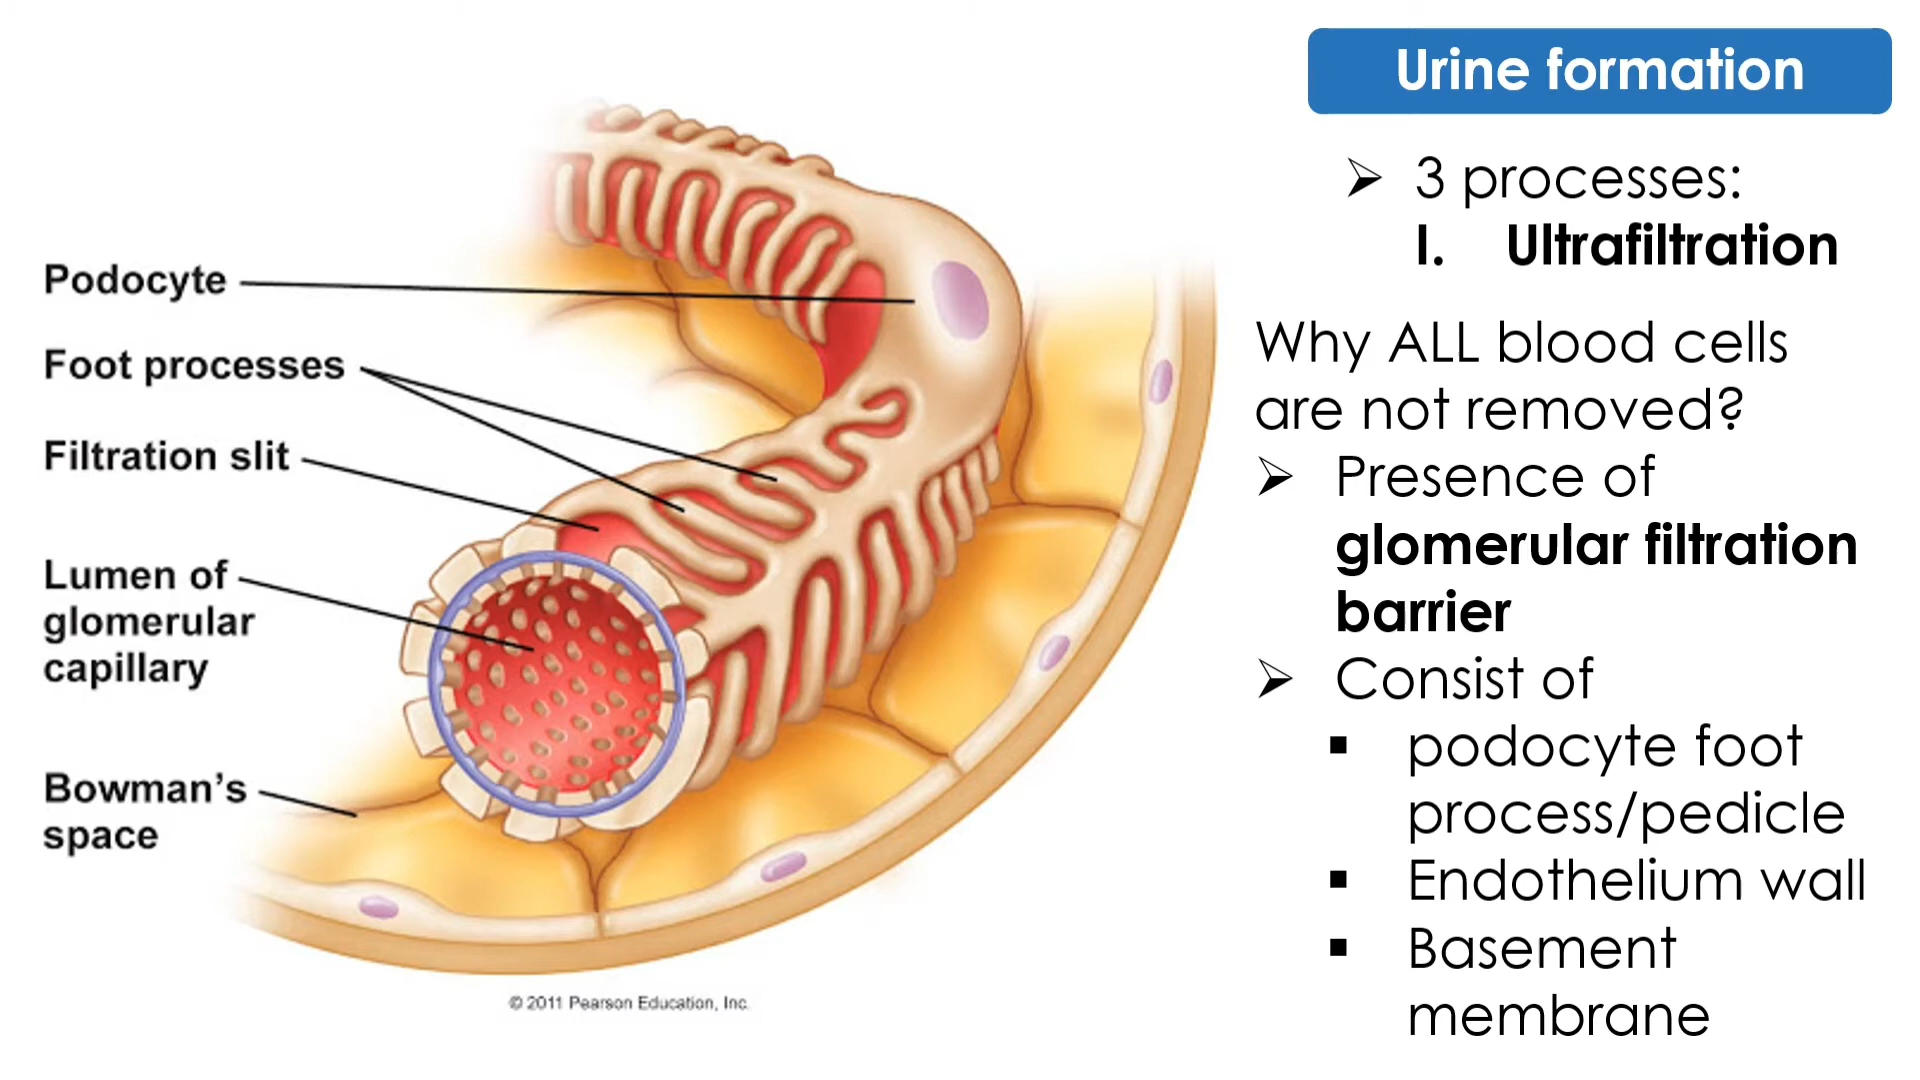 Urine formation
➢ 3 processes:
I. Ultrafiltration
Why ALL blood cells
are not removed?
➢ Presence of
glomerular filtration
barrier
➢ Consist of
▪ podocyte foot
process/pedicle
▪ Endothelium wall
▪ Basement
membrane
Podocyte
Foot processes
Filtration slit
Lumen of
glomerular
capillary
Bowman's
space
© 2011 Pearson Education, Inc.